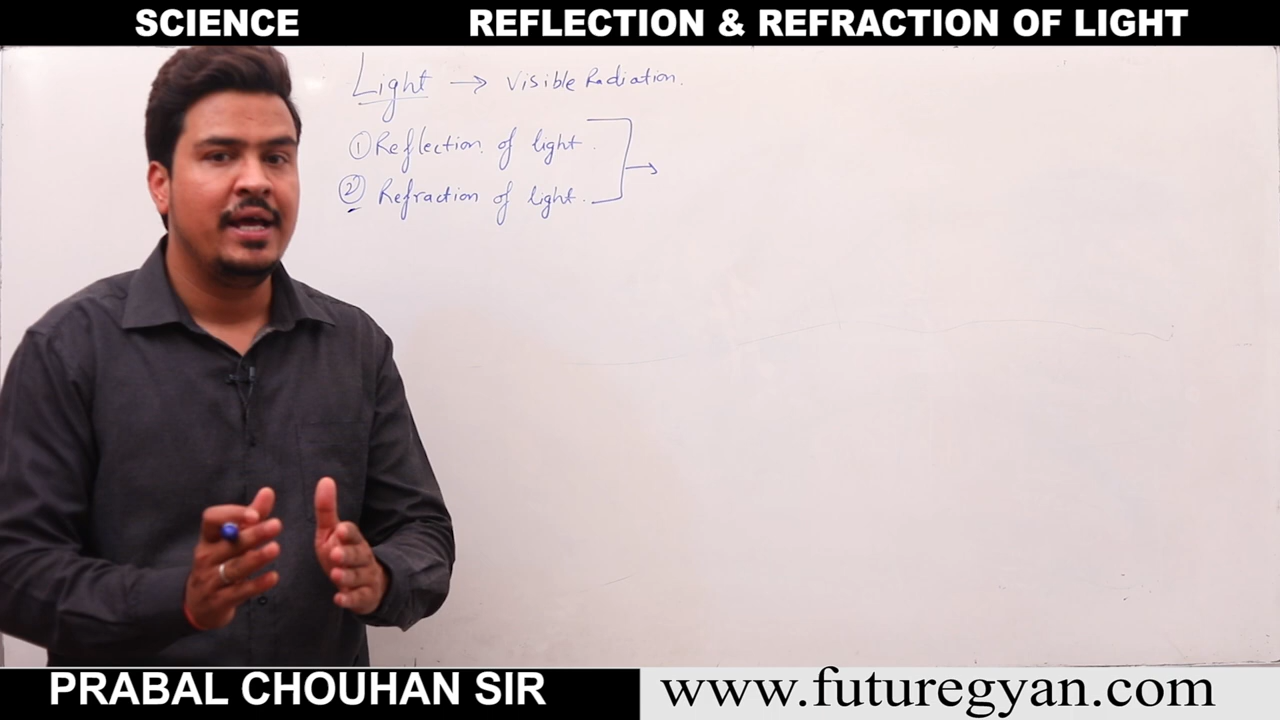 SCIENCE REFLECTION & REFRACTION OF LIGHT
Light → Visible Radiation.
① Reflection of light.
② Refraction of light.
PRABAL CHOUHAN SIR www.futuregyan.com